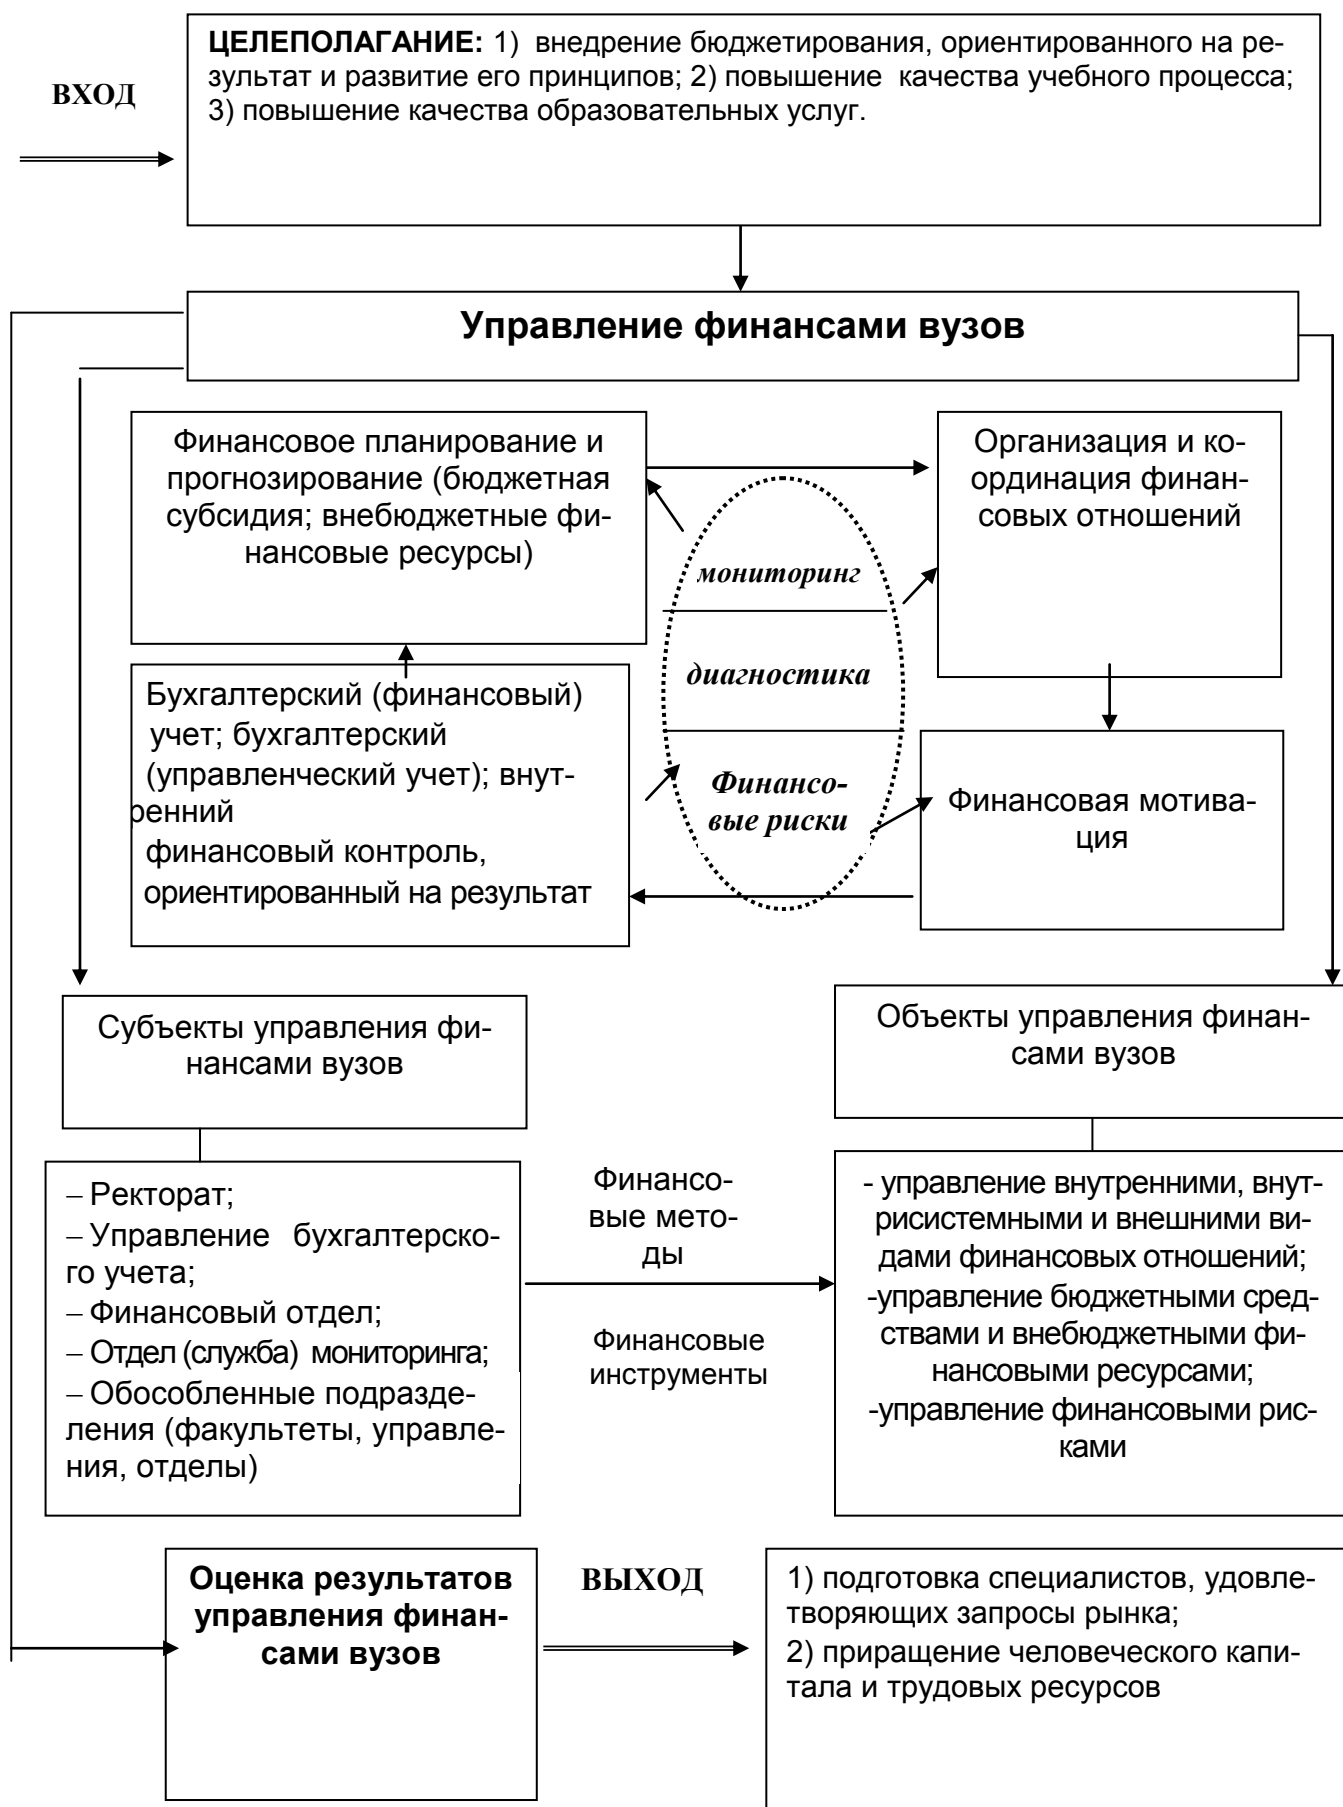 ЦЕЛЕПОЛАГАНИЕ: 1) внедрение бюджетирования, ориентированного на ре-
зультат и развитие его принципов; 2) повышение качества учебного процесса;
3) повышение качества образовательных услуг.
ВХОД
Управление финансами вузов
Финансовое планирование и
прогнозирование (бюджетная
субсидия; внебюджетные фи-
нансовые ресурсы)
Организация и ко-
ординация финан-
совых отношений
мониторинг
диагностика
Финансо-
вые риски
Бухгалтерский (финансовый)
учет; бухгалтерский
(управленческий учет); внут-
ренний
финансовый контроль,
ориентированный на результат
Финансовая мотива-
ция
Субъекты управления фи-
нансами вузов
Объекты управления финан-
сами вузов
– Ректорат;
– Управление бухгалтерско-
го учета;
– Финансовый отдел;
– Отдел (служба) мониторинга;
– Обособленные подразде-
ления (факультеты, управле-
ния, отделы)
Финансо-
вые мето-
ды
Финансовые
инструменты
- управление внутренними, внут-
рисистемными и внешними ви-
дами финансовых отношений;
-управление бюджетными сред-
ствами и внебюджетными фи-
нансовыми ресурсами;
-управление финансовыми рис-
ками
Оценка результатов
управления финан-
сами вузов
ВЫХОД
1) подготовка специалистов, удовле-
творяющих запросы рынка;
2) приращение человеческого капи-
тала и трудовых ресурсов